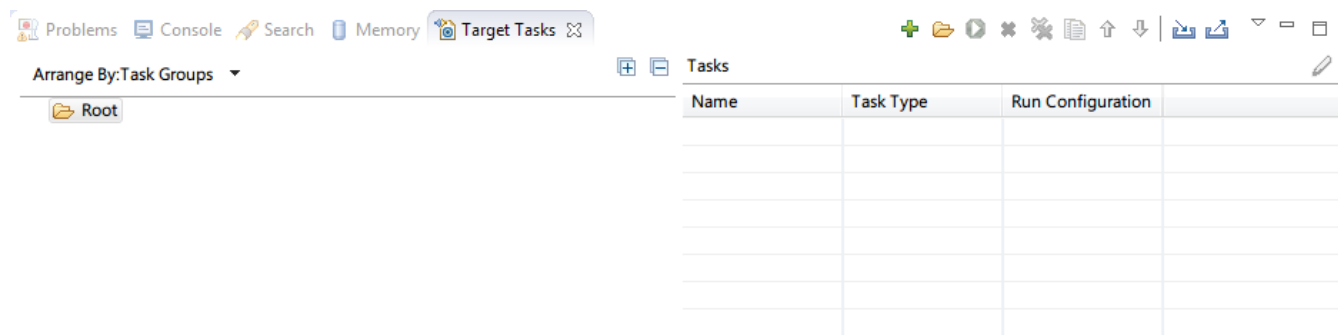 Problems Console Search Memory Target Tasks
Arrange By:Task Groups
Root
Tasks
Name Task Type Run Configuration